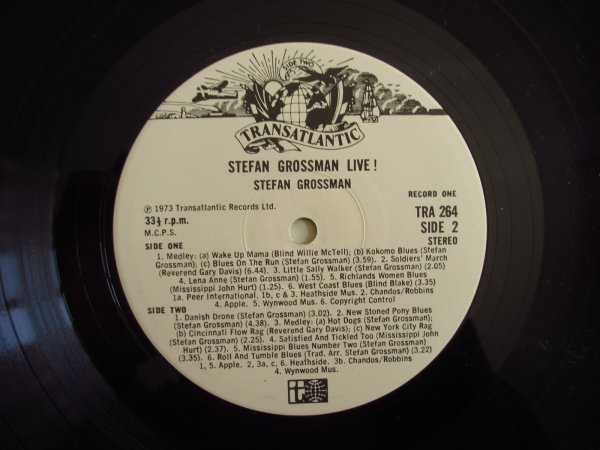 SIDE TWO
TRANSATLANTIC
STEFAN GROSSMAN LIVE!
STEFAN GROSSMAN
℗ 1973 Transatlantic Records Ltd.
RECORD ONE
33⅓ r.p.m.
TRA 264
M.C.P.S.
SIDE 2
STEREO
SIDE ONE
1. Medley: (a) Wake Up Mama (Blind Willie McTell); (b) Kokomo Blues (Stefan
Grossman); (c) Blues On The Run (Stefan Grossman) (3.59). 2. Soldiers' March
(Reverend Gary Davis) (6.44). 3. Little Sally Walker (Stefan Grossman) (2.05)
4. Lena Anne (Stefan Grossman) (2.55). 5. Richlands Women Blues
(Mississippi John Hurt) (1.25). 6. West Coast Blues (Blind Blake) (3.35)
1a. Peer International. 1b, c & 3. Heathside Mus. 2. Chandos/Robbins
4. Apple. 5. Wynwood Mus. 6. Copyright Control
SIDE TWO
1. Danish Drone (Stefan Grossman) (3.02). 2. New Stoned Pony Blues
(Stefan Grossman) (4.38). 3. Medley: (a) Hot Dogs (Stefan Grossman);
(b) Cincinnati Flow Rag (Reverend Gary Davis); (c) New York City Rag
(Stefan Grossman) (2.25). 4. Satisfied And Tickled Too (Mississippi John
Hurt) (2.37). 5. Mississippi Blues Number Two (Stefan Grossman)
(3.35). 6. Roll And Tumble Blues (Trad. Arr. Stefan Grossman) (3.22)
1, 5. Apple. 2, 3a, c, 6. Heathside Mus. 3b. Chandos/Robbins
4. Wynwood Mus.